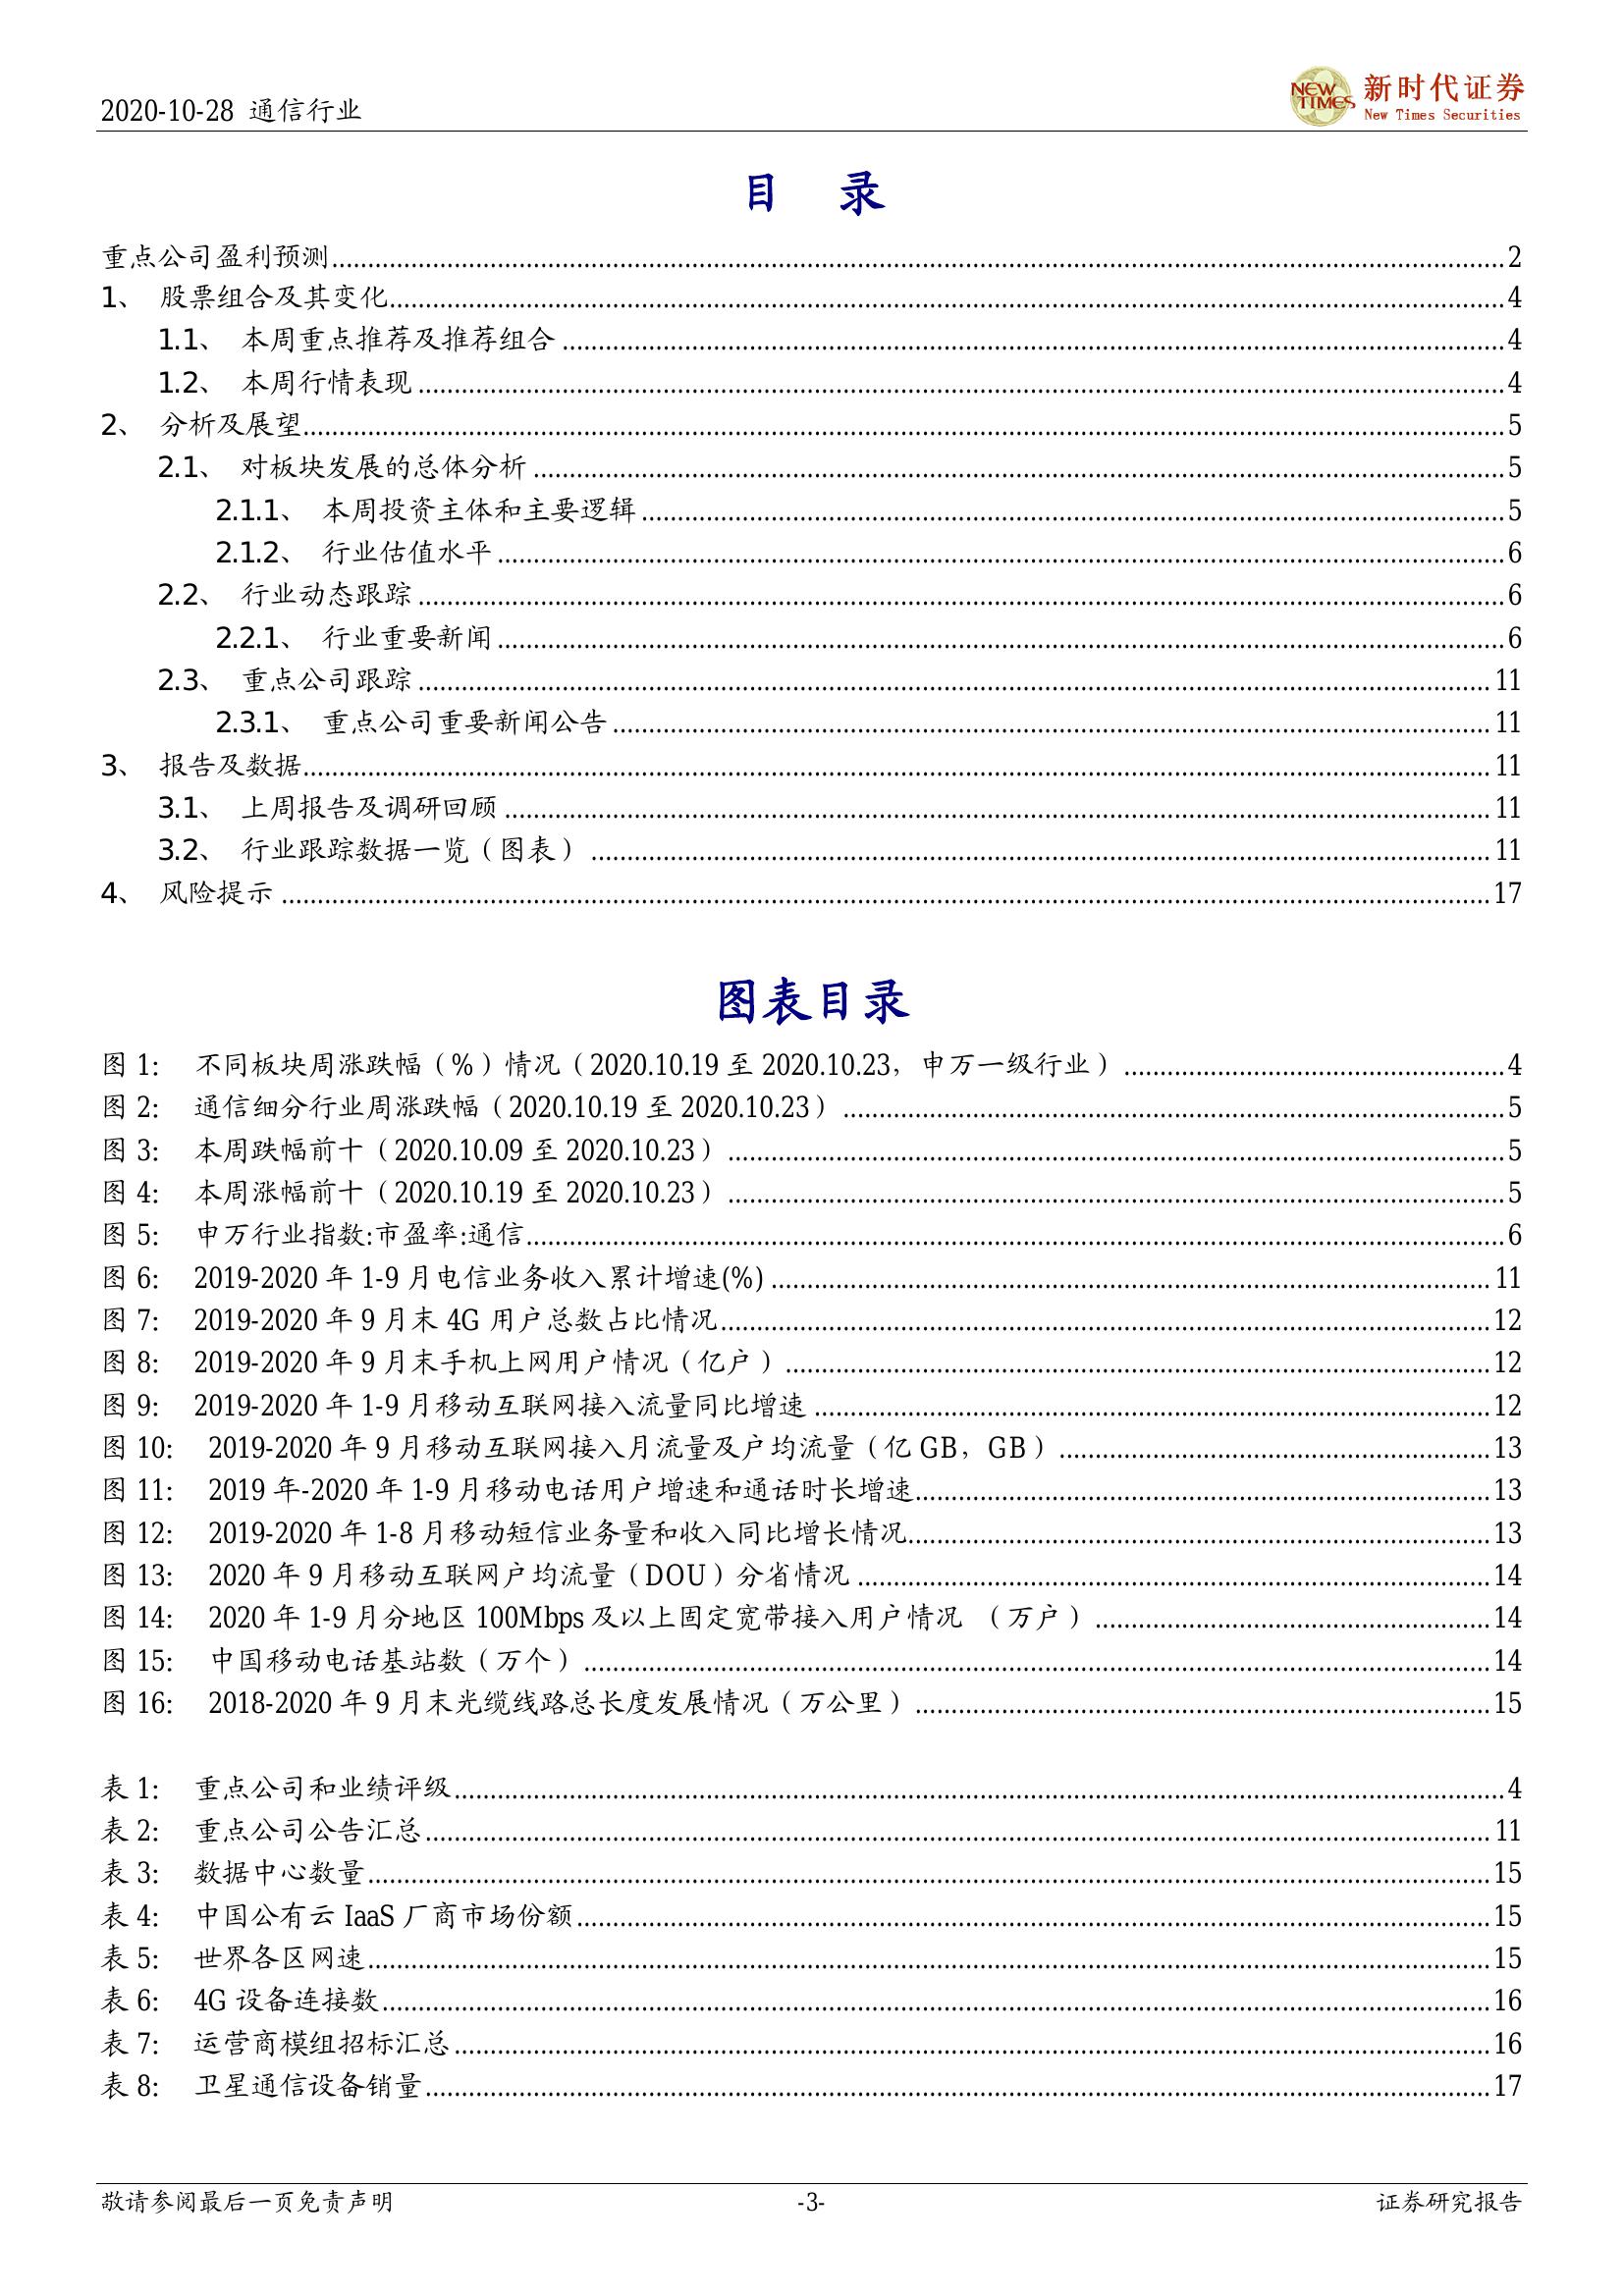 2020-10-28 通信行业
NEW TIMES
新时代证券
New Times Securities
目 录
重点公司盈利预测 2
1、 股票组合及其变化 4
1.1、 本周重点推荐及推荐组合 4
1.2、 本周行情表现 4
2、 分析及展望 5
2.1、 对板块发展的总体分析 5
2.1.1、 本周投资主体和主要逻辑 5
2.1.2、 行业估值水平 6
2.2、 行业动态跟踪 6
2.2.1、 行业重要新闻 6
2.3、 重点公司跟踪 11
2.3.1、 重点公司重要新闻公告 11
3、 报告及数据 11
3.1、 上周报告及调研回顾 11
3.2、 行业跟踪数据一览（图表） 11
4、 风险提示 17
图表目录
图 1: 不同板块周涨跌幅（%）情况（2020.10.19 至 2020.10.23，申万一级行业） 4
图 2: 通信细分行业周涨跌幅（2020.10.19 至 2020.10.23） 5
图 3: 本周跌幅前十（2020.10.09 至 2020.10.23） 5
图 4: 本周涨幅前十（2020.10.19 至 2020.10.23） 5
图 5: 申万行业指数:市盈率:通信 6
图 6: 2019-2020 年 1-9 月电信业务收入累计增速(%) 11
图 7: 2019-2020 年 9 月末 4G 用户总数占比情况 12
图 8: 2019-2020 年 9 月末手机上网用户情况（亿户） 12
图 9: 2019-2020 年 1-9 月移动互联网接入流量同比增速 12
图 10: 2019-2020 年 9 月移动互联网接入月流量及户均流量（亿 GB，GB） 13
图 11: 2019 年-2020 年 1-9 月移动电话用户增速和通话时长增速 13
图 12: 2019-2020 年 1-8 月移动短信业务量和收入同比增长情况 13
图 13: 2020 年 9 月移动互联网户均流量（DOU）分省情况 14
图 14: 2020 年 1-9 月分地区 100Mbps 及以上固定宽带接入用户情况 （万户） 14
图 15: 中国移动电话基站数（万个） 14
图 16: 2018-2020 年 9 月末光缆线路总长度发展情况（万公里） 15
表 1: 重点公司和业绩评级 4
表 2: 重点公司公告汇总 11
表 3: 数据中心数量 15
表 4: 中国公有云 IaaS 厂商市场份额 15
表 5: 世界各区网速 15
表 6: 4G 设备连接数 16
表 7: 运营商模组招标汇总 16
表 8: 卫星通信设备销量 17
敬请参阅最后一页免责声明 -3- 证券研究报告